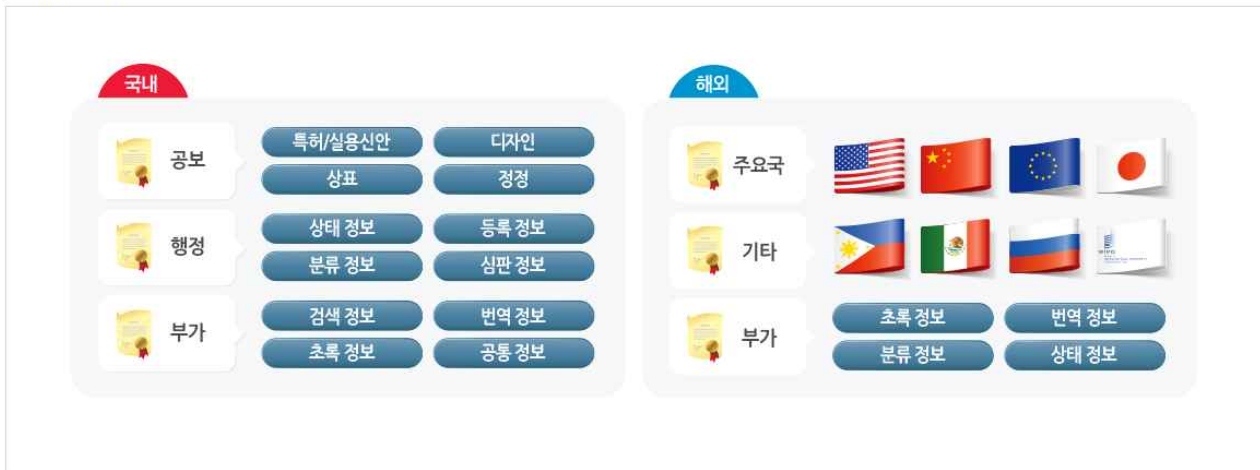 국내
공보
특허/실용신안
디자인
상표
정정
행정
상태 정보
등록 정보
분류 정보
심판 정보
부가
검색 정보
번역 정보
초록 정보
공통 정보
해외
주요국
기타
부가
초록 정보
번역 정보
분류 정보
상태 정보